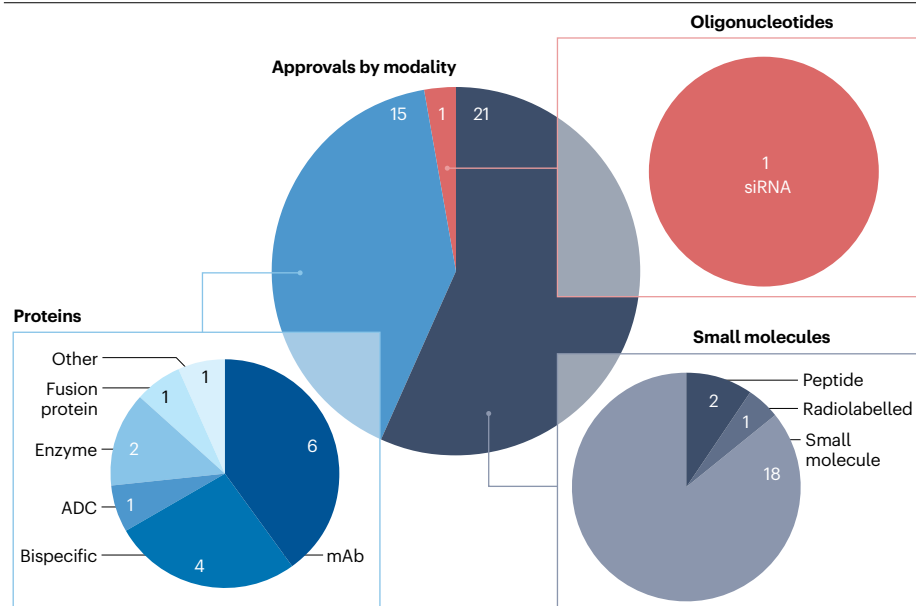 Oligonucleotides
Approvals by modality
15
1
21
1
siRNA
Proteins
Other
1
Fusion
protein
1
Enzyme
2
ADC
1
Bispecific
4
6
mAb
Small molecules
Peptide
2
Radiolabelled
1
Small
molecule
18